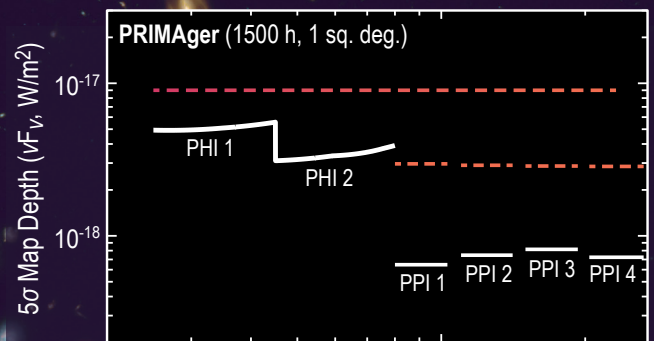 PRIMAger (1500 h, 1 sq. deg.)
5σ Map Depth (νFν, W/m²)
10⁻¹⁷
PHI 1
PHI 2
10⁻¹⁸
PPI 1
PPI 2
PPI 3
PPI 4